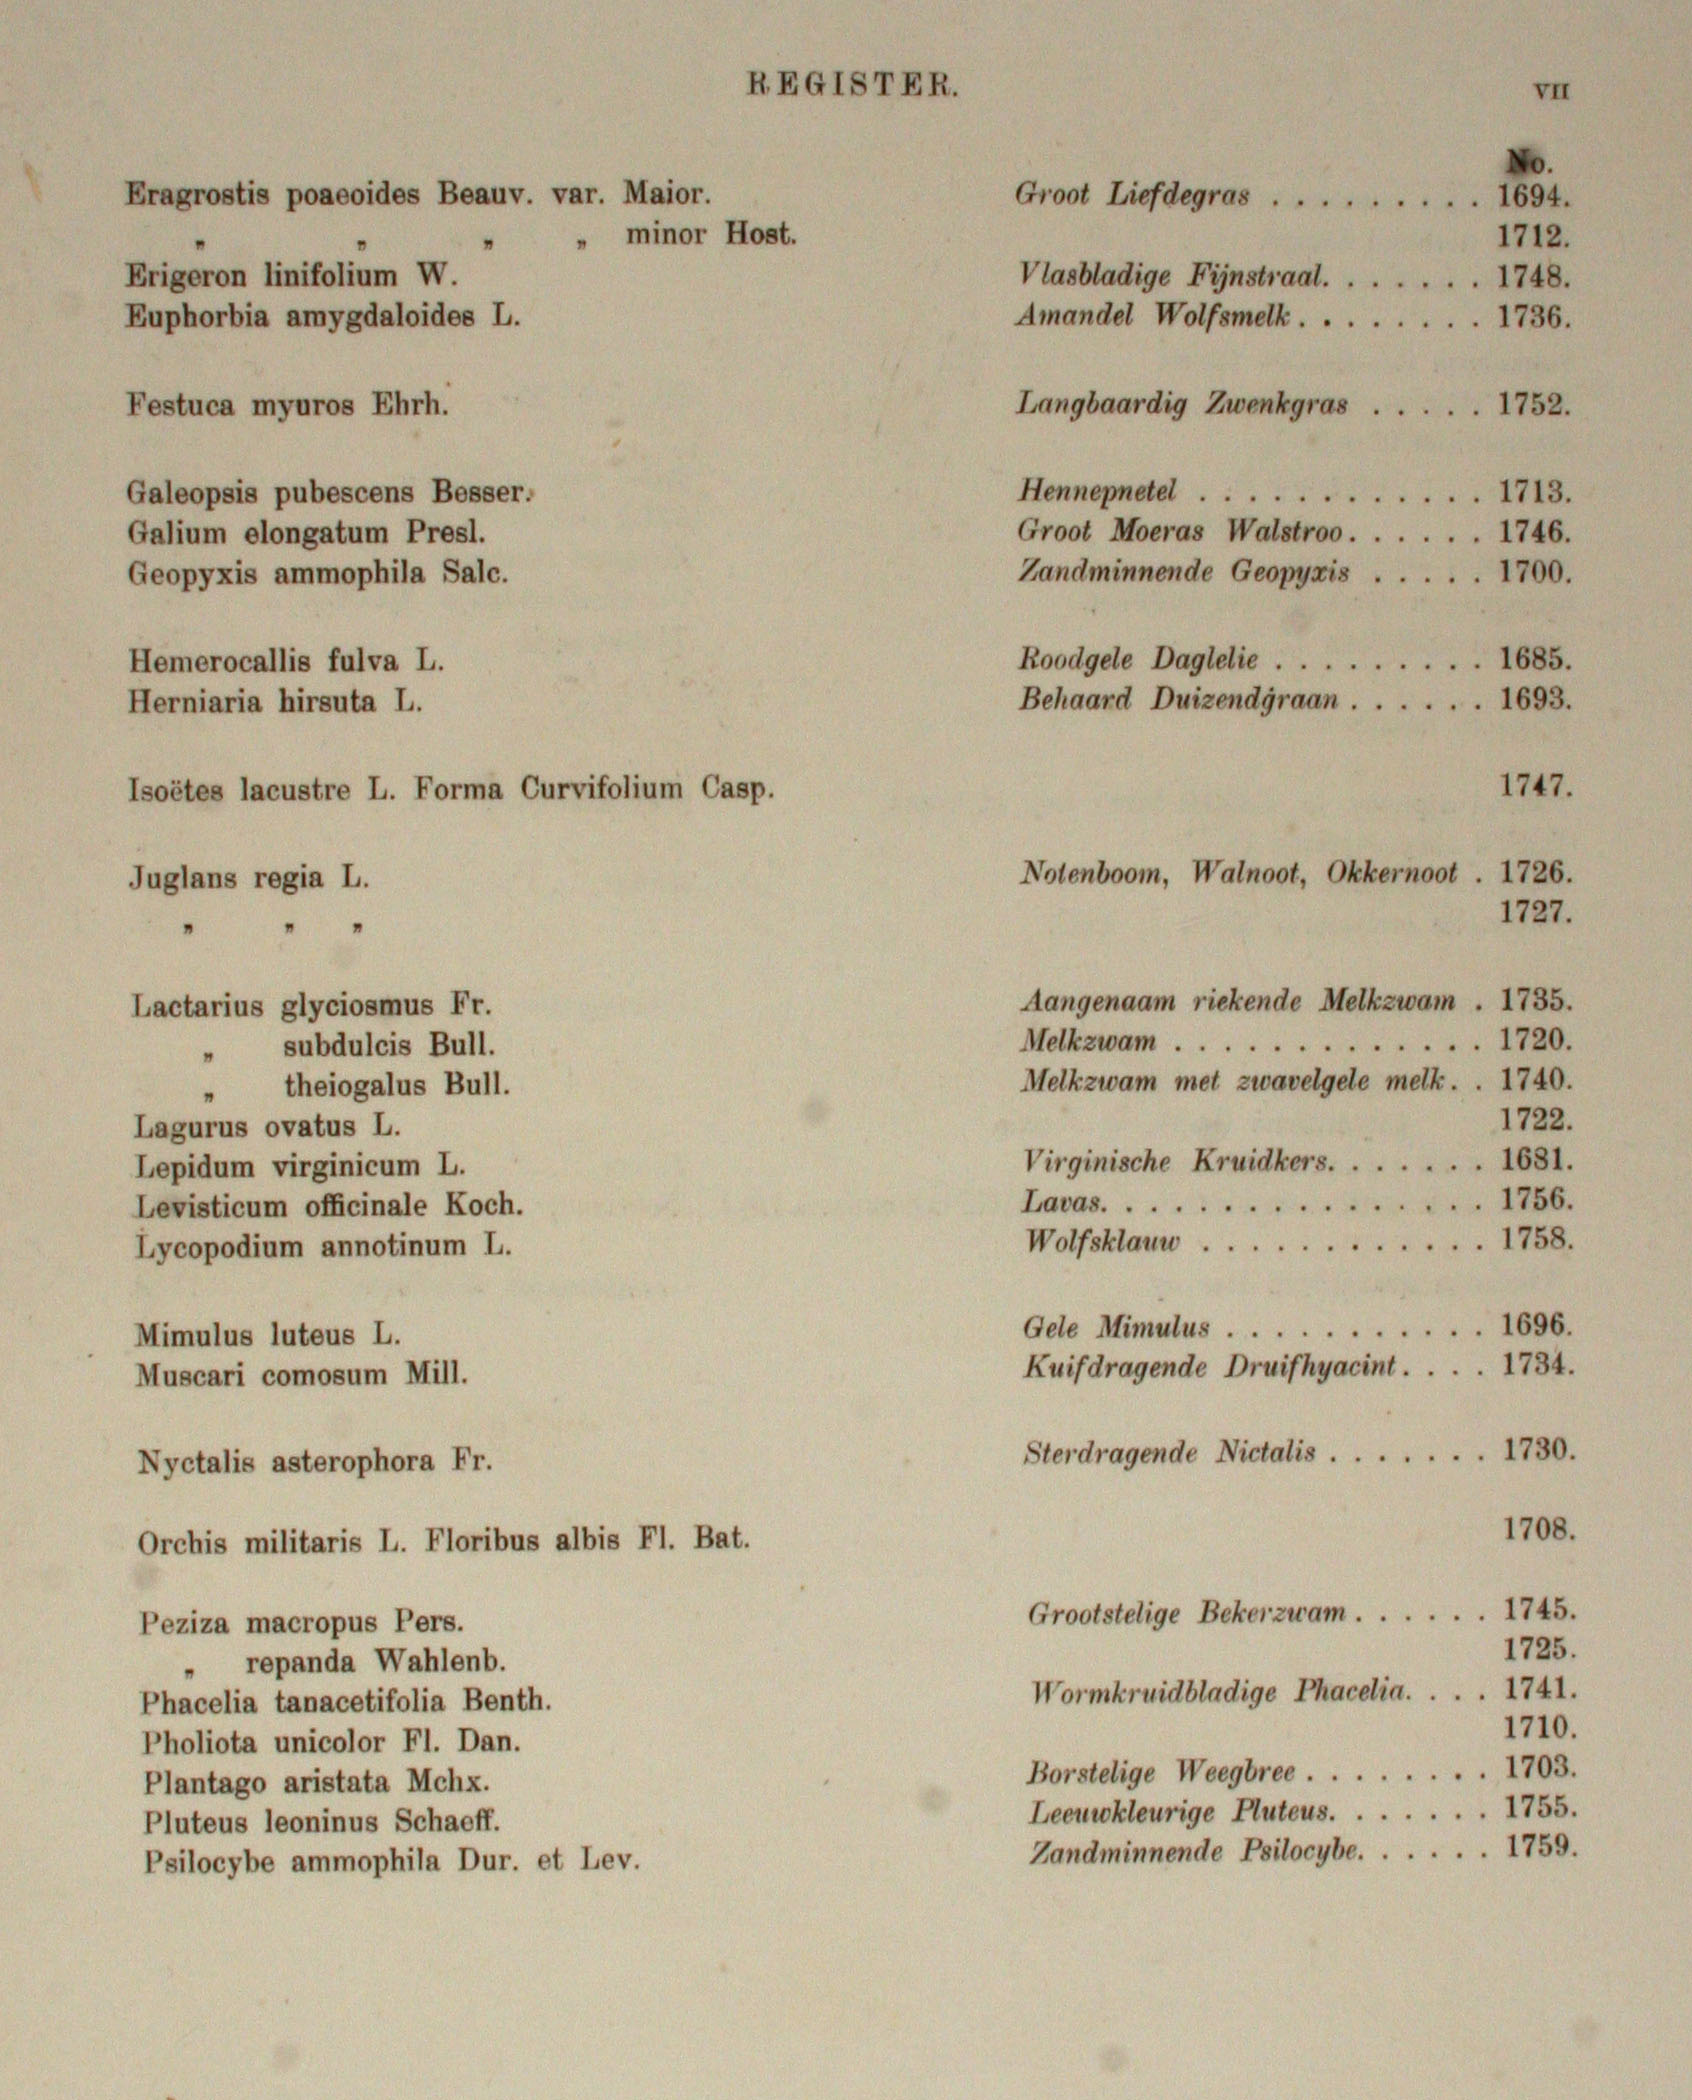 REGISTER. VII
No.
Eragrostis poaeoides Beauv. var. Maior. Groot Liefdegras . . . . . . . . . 1694.
„ „ „ „ minor Host. 1712.
Erigeron linifolium W. Vlasbladige Fijnstraal. . . . . . . 1748.
Euphorbia amygdaloides L. Amandel Wolfsmelk . . . . . . . . 1736.
Festuca myuros Ehrh. Langbaardig Zwenkgras . . . . . 1752.
Galeopsis pubescens Besser. Hennepnetel . . . . . . . . . . . . 1713.
Galium elongatum Presl. Groot Moeras Walstroo . . . . . . 1746.
Geopyxis ammophila Salc. Zandminnende Geopyxis . . . . . 1700.
Hemerocallis fulva L. Roodgele Daglelie . . . . . . . . . 1685.
Herniaria hirsuta L. Behaard Duizendgraan . . . . . . 1693.
Isoëtes lacustre L. Forma Curvifolium Casp. 1747.
Juglans regia L. Notenboom, Walnoot, Okkernoot . 1726.
„ „ „ 1727.
Lactarius glyciosmus Fr. Aangenaam riekende Melkzwam . 1735.
„ subdulcis Bull. Melkzwam . . . . . . . . . . . . . 1720.
„ theiogalus Bull. Melkzwam met zwavelgele melk . . 1740.
Lagurus ovatus L. 1722.
Lepidum virginicum L. Virginische Kruidkers. . . . . . . 1681.
Levisticum officinale Koch. Lavas. . . . . . . . . . . . . . . . 1756.
Lycopodium annotinum L. Wolfsklauw . . . . . . . . . . . . 1758.
Mimulus luteus L. Gele Mimulus . . . . . . . . . . . 1696.
Muscari comosum Mill. Kuifdragende Druifhyacint . . . . 1734.
Nyctalis asterophora Fr. Sterdragende Nictalis . . . . . . . 1730.
Orchis militaris L. Floribus albis Fl. Bat. 1708.
Peziza macropus Pers. Grootstelige Bekerzwam . . . . . . 1745.
„ repanda Wahlenb. 1725.
Phacelia tanacetifolia Benth. Wormkruidbladige Phacelia. . . . 1741.
Pholiota unicolor Fl. Dan. 1710.
Plantago aristata Mchx. Borstelige Weegbree . . . . . . . . 1703.
Pluteus leoninus Schaeff. Leeuwkleurige Pluteus. . . . . . . 1755.
Psilocybe ammophila Dur. et Lev. Zandminnende Psilocybe. . . . . . 1759.